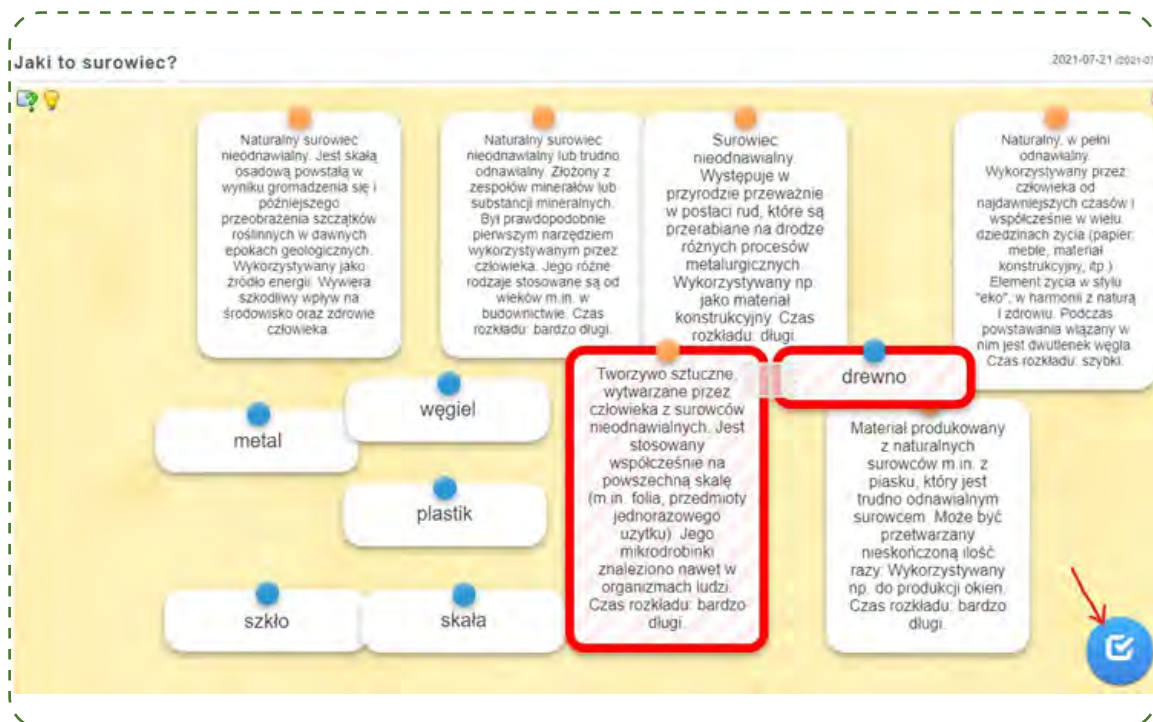 Jaki to surowiec?
2021-07-21
Naturalny surowiec
nieodnawialny. Jest skałą
osadową powstałą w
wyniku gromadzenia się i
późniejszego
przeobrażenia szczątków
roślinnych w dawnych
epokach geologicznych.
Wykorzystywany jako
źródło energii. Wywiera
szkodliwy wpływ na
środowisko oraz zdrowie
człowieka.
Naturalny surowiec
nieodnawialny lub trudno
odnawialny. Złożony z
zespołów minerałów lub
substancji mineralnych.
Był prawdopodobnie
pierwszym narzędziem
wykorzystywanym przez
człowieka. Jego różne
rodzaje stosowane są od
wieków m.in. w
budownictwie. Czas
rozkładu: bardzo długi.
Surowiec
nieodnawialny.
Występuje w
przyrodzie przeważnie
w postaci rud, które są
przerabiane na drodze
różnych procesów
metalurgicznych.
Wykorzystywany np.
jako materiał
konstrukcyjny. Czas
rozkładu: długi.
Naturalny, w pełni
odnawialny.
Wykorzystywany przez
człowieka od
najdawniejszych czasów i
współcześnie w wielu
dziedzinach życia (papier,
meble, materiał
konstrukcyjny, itp.)
Element życia w stylu
"eko", w harmonii z naturą
i zdrowiu. Podczas
powstawania wiązany w
nim jest dwutlenek węgla.
Czas rozkładu: szybki.
metal
węgiel
plastik
szkło
skała
Tworzywo sztuczne,
wytwarzane przez
człowieka z surowców
nieodnawialnych. Jest
stosowany
współcześnie na
powszechną skalę
(m.in. folia, przedmioty
jednorazowego
użytku). Jego
mikrodrobinki
znaleziono nawet w
organizmach ludzi.
Czas rozkładu: bardzo
długi.
drewno
Materiał produkowany
z naturalnych
surowców m.in. z
piasku, który jest
trudno odnawialnym
surowcem. Może być
przetwarzany
nieskończoną ilość
razy. Wykorzystywany
np. do produkcji okien.
Czas rozkładu: bardzo
długi.